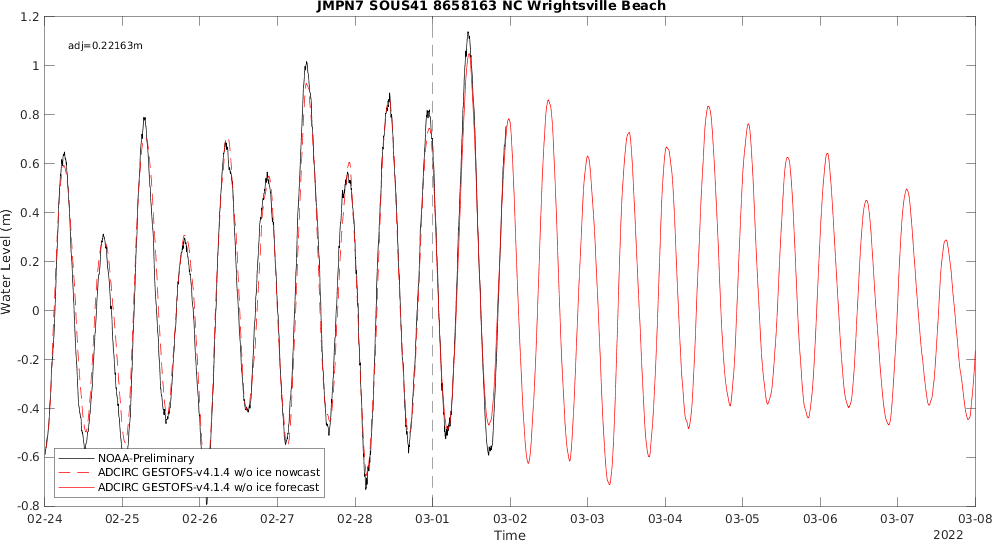 JMPN7 SOUS41 8658163 NC Wrightsville Beach
adj=0.22163m
1.2
1
0.8
0.6
0.4
0.2
0
-0.2
-0.4
-0.6
-0.8
Water Level (m)
NOAA-Preliminary
ADCIRC GESTOFS-v4.1.4 w/o ice nowcast
ADCIRC GESTOFS-v4.1.4 w/o ice forecast
02-24 02-25 02-26 02-27 02-28 03-01 03-02 03-03 03-04 03-05 03-06 03-07 03-08
Time
2022